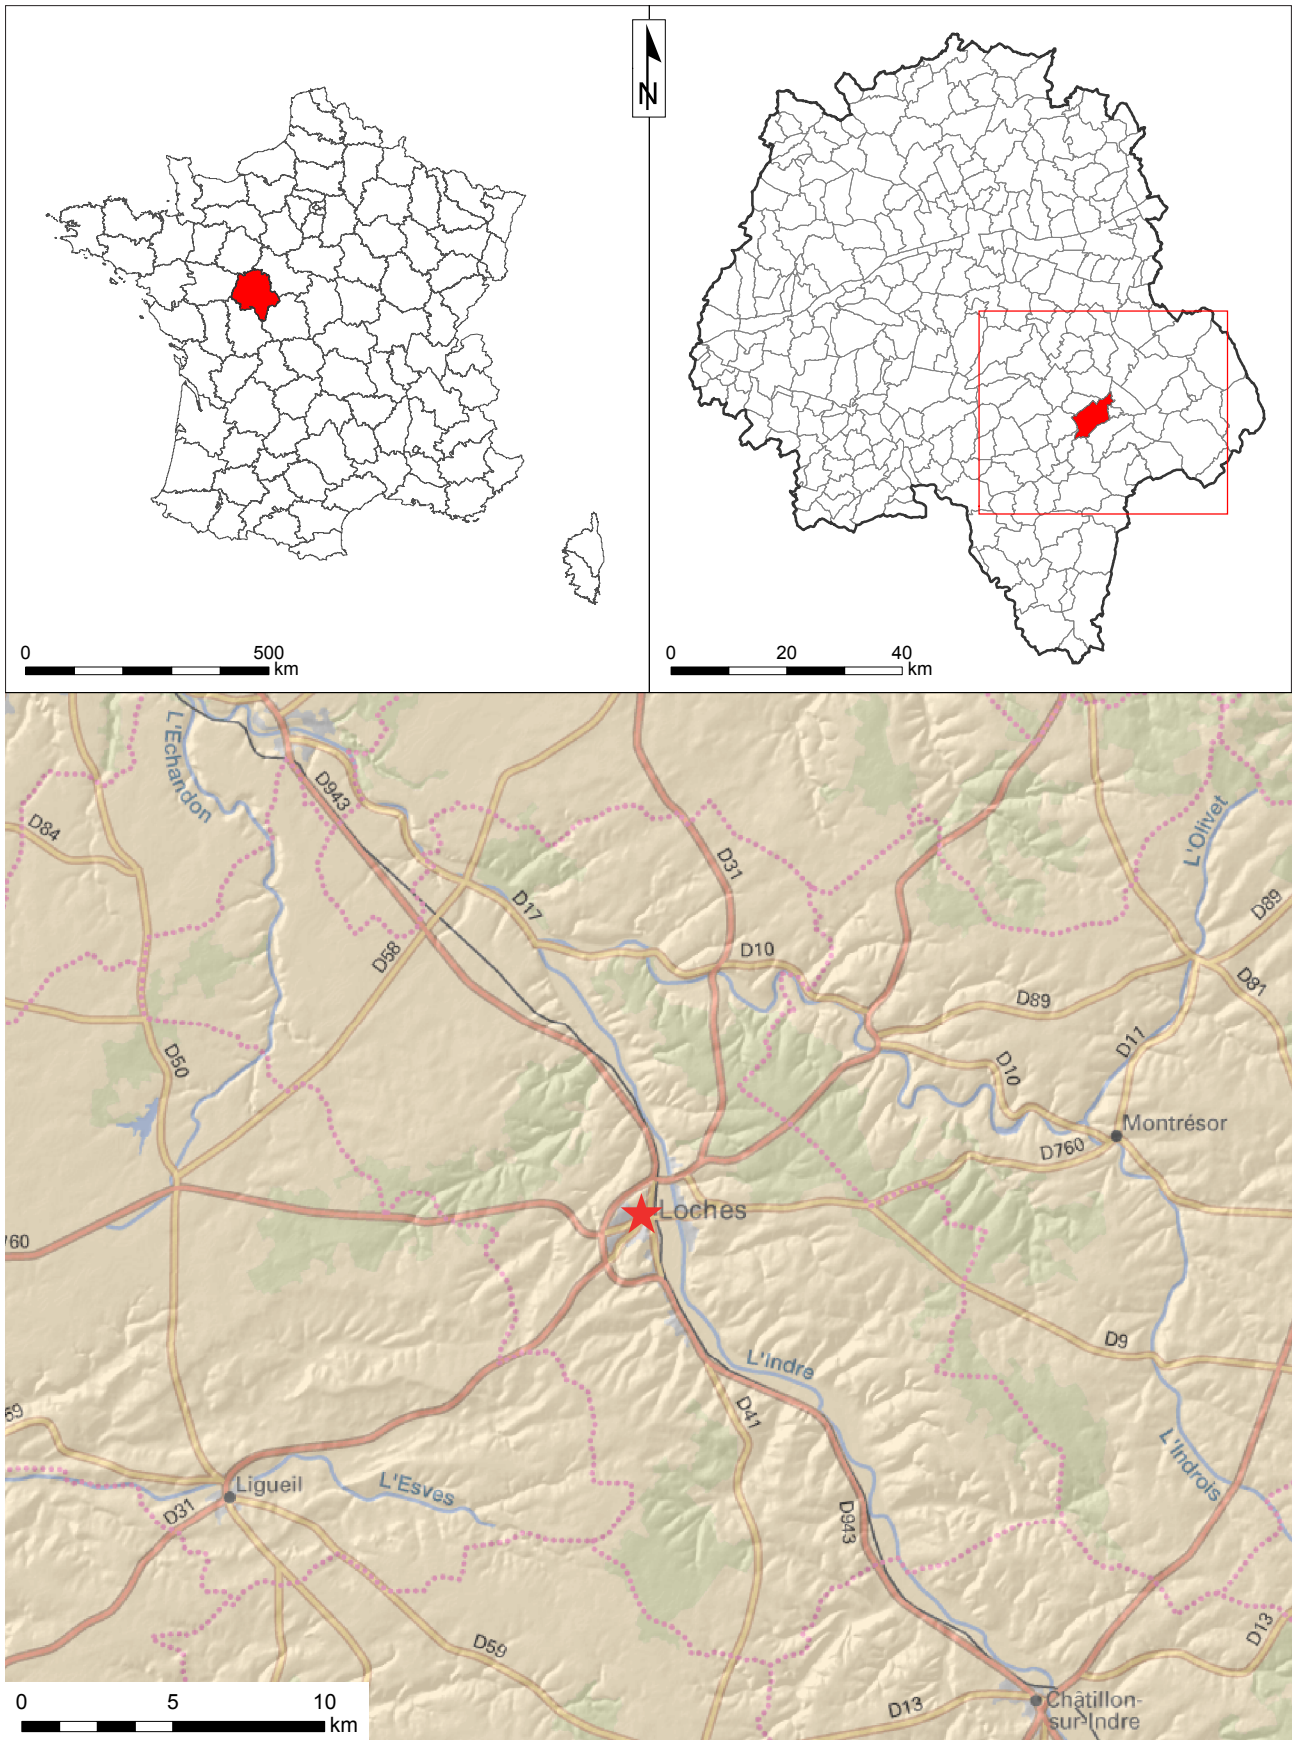 N
0 500 km
0 20 40 km
L'Echandon
D943
D84
D31
L'Olivet
D89
D17
D58
D10
D81
D89
D11
D50
D10
Montrésor
D760
Loches
760
D9
L'Indre
D41
69
L'Indrois
Ligueil
L'Esves
D31
D943
D13
D59
D13
Châtillon-
sur-Indre
0 5 10 km